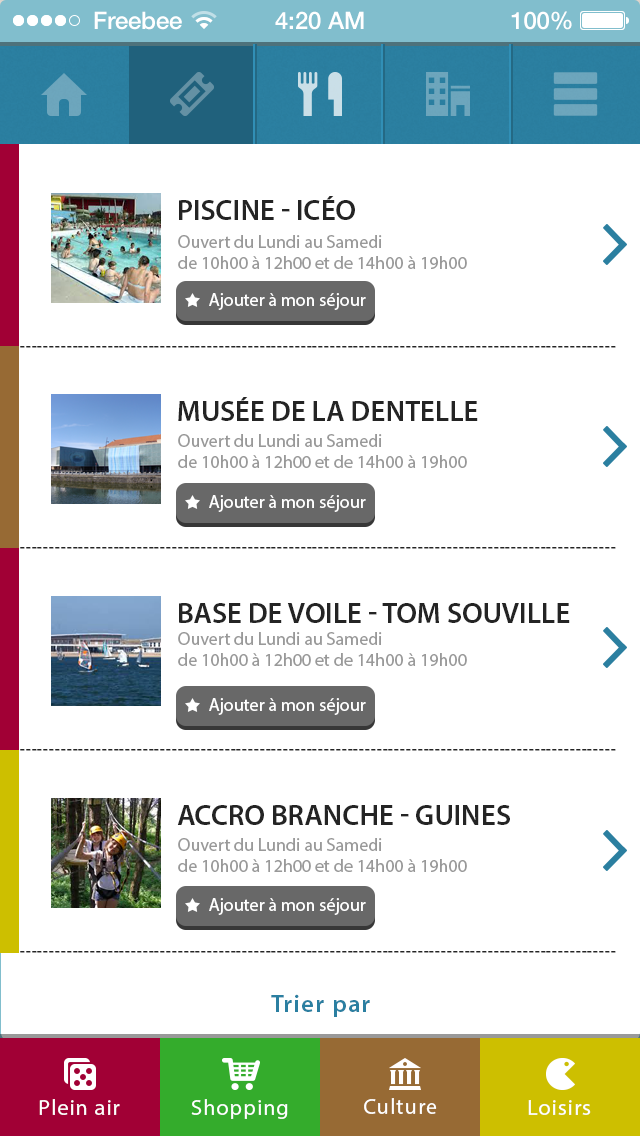 Freebee 4:20 AM 100%
PISCINE - ICÉO
Ouvert du Lundi au Samedi
de 10h00 à 12h00 et de 14h00 à 19h00
Ajouter à mon séjour
MUSÉE DE LA DENTELLE
Ouvert du Lundi au Samedi
de 10h00 à 12h00 et de 14h00 à 19h00
Ajouter à mon séjour
BASE DE VOILE - TOM SOUVILLE
Ouvert du Lundi au Samedi
de 10h00 à 12h00 et de 14h00 à 19h00
Ajouter à mon séjour
ACCRO BRANCHE - GUINES
Ouvert du Lundi au Samedi
de 10h00 à 12h00 et de 14h00 à 19h00
Ajouter à mon séjour
Trier par
Plein air Shopping Culture Loisirs